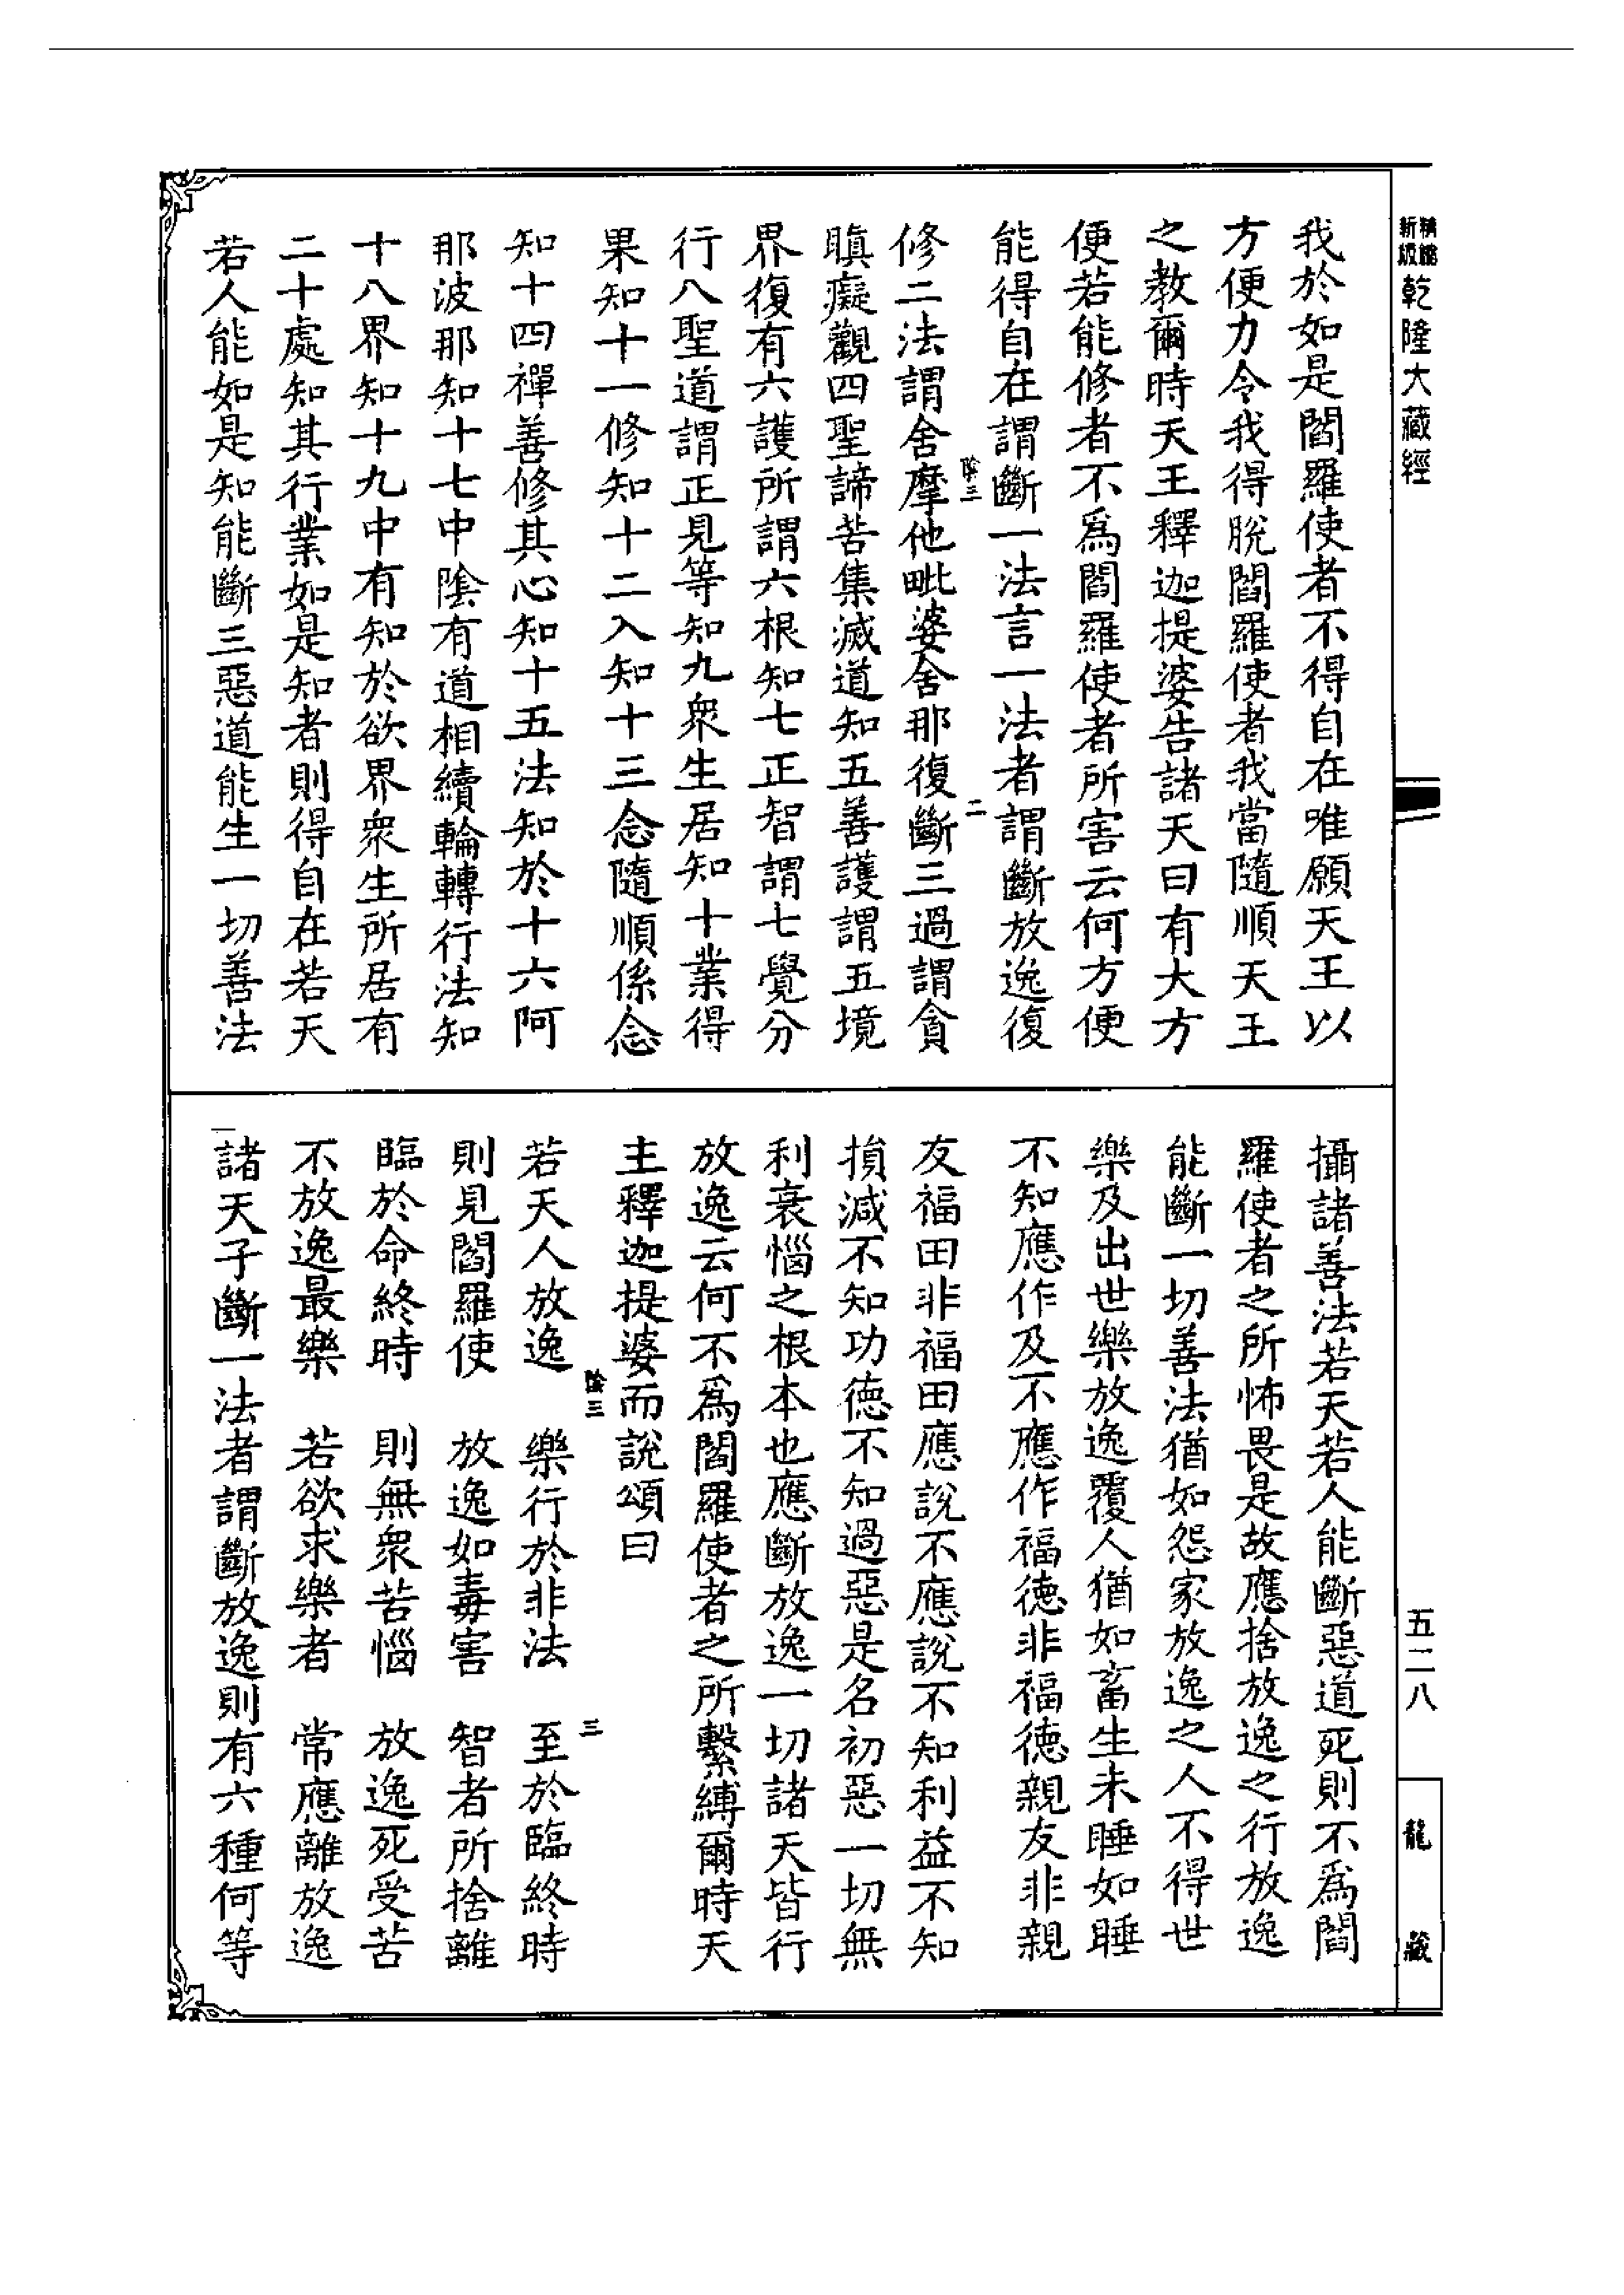 新
精縮
乾隆大藏經
五二八
龍藏
我於如是閻羅使者不得自在唯願天王以
方便力令我得脫閻羅使者我當隨順天王
之教爾時天王釋迦提婆告諸天曰有大方
便若能修者不爲閻羅使者所害云何方便
能得自在謂斷一法言一法者謂斷放逸復
陰三
二
修二法謂舍摩他毗婆舍那復斷三過謂貪
瞋癡觀四聖諦苦集滅道知五善護謂五境
界復有六護所謂六根知七正智謂七覺分
行八聖道謂正見等知九衆生居知十業得
果知十一修知十二入知十三念隨順係念
知十四禪善修其心知十五法知於十六阿
那波那知十七中陰有道相續輪轉行法知
十八界知十九中有知於欲界衆生所居有
二十處知其行業如是知者則得自在若天
若人能如是知能斷三惡道能生一切善法
攝諸善法若天若人能斷惡道死則不爲閻
羅使者之所怖畏是故應捨放逸之行放逸
能斷一切善法猶如怨家放逸之人不得世
樂及出世樂放逸覆人猶如畜生未睡如睡
不知應作及不應作福德非福德親友非親
友福田非福田應說不應說不知利益不知
損減不知功德不知過惡是名初惡一切無
利衰惱之根本也應斷放逸一切諸天皆行
放逸云何不爲閻羅使者之所繫縛爾時天
主釋迦提婆而說頌曰
陰三
三
若天人放逸　樂行於非法　至於臨終時
則見閻羅使　放逸如毒害　智者所捨離
臨於命終時　則無衆苦惱　放逸死受苦
不放逸最樂　若欲求樂者　常應離放逸
諸天子斷一法者謂斷放逸則有六種何等